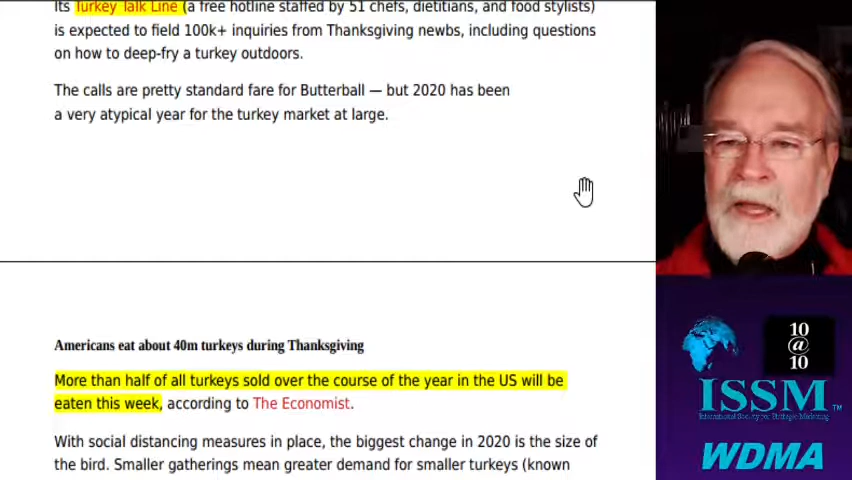 Its Turkey Talk Line (a free hotline staffed by 51 chefs, dietitians, and food stylists)
is expected to field 100k+ inquiries from Thanksgiving newbs, including questions
on how to deep-fry a turkey outdoors.
The calls are pretty standard fare for Butterball — but 2020 has been
a very atypical year for the turkey market at large.
Americans eat about 40m turkeys during Thanksgiving
More than half of all turkeys sold over the course of the year in the US will be
eaten this week, according to The Economist.
With social distancing measures in place, the biggest change in 2020 is the size of
the bird. Smaller gatherings mean greater demand for smaller turkeys (known
10
@
10
ISSM™
International Society for Strategic Marketing
WDMA